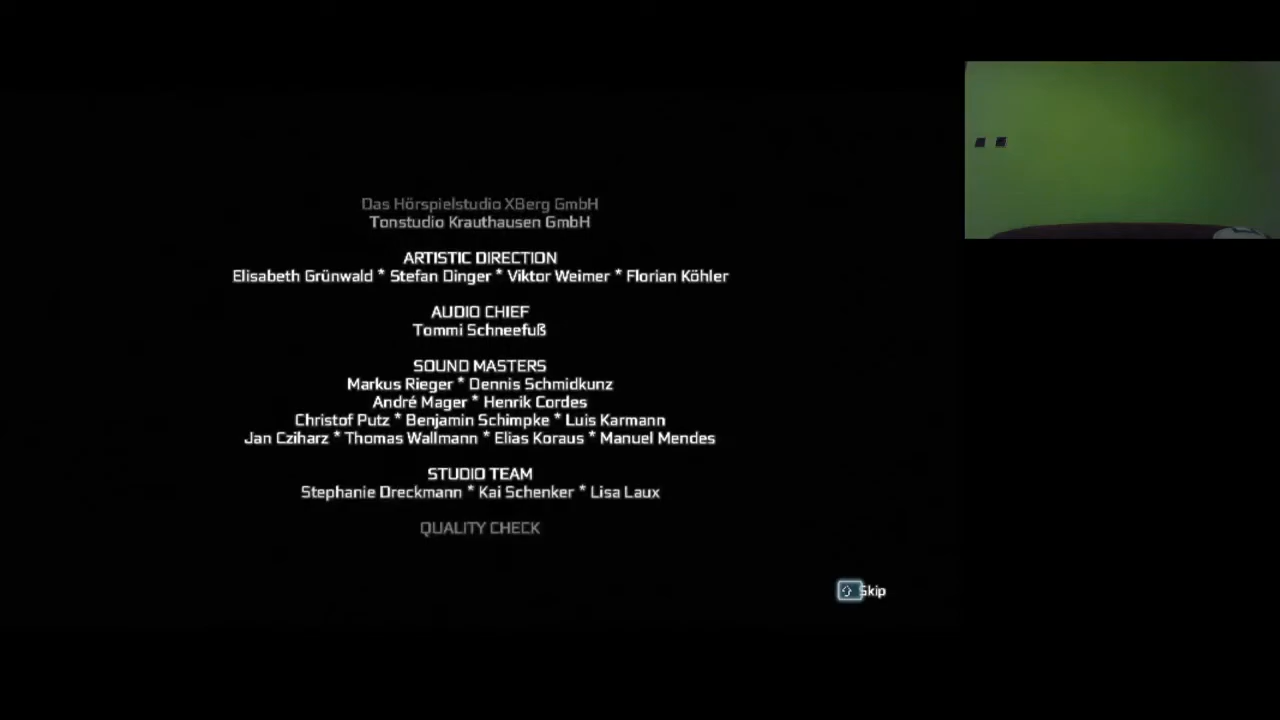 Das Hörspielstudio XBerg GmbH
Tonstudio Krauthausen GmbH
ARTISTIC DIRECTION
Elisabeth Grünwald * Stefan Dinger * Viktor Weimer * Florian Köhler
AUDIO CHIEF
Tommi Schneefuß
SOUND MASTERS
Markus Rieger * Dennis Schmidkunz
André Mager * Henrik Cordes
Christof Putz * Benjamin Schimpke * Luis Karmann
Jan Cziharz * Thomas Wallmann * Elias Koraus * Manuel Mendes
STUDIO TEAM
Stephanie Dreckmann * Kai Schenker * Lisa Laux
QUALITY CHECK
Skip